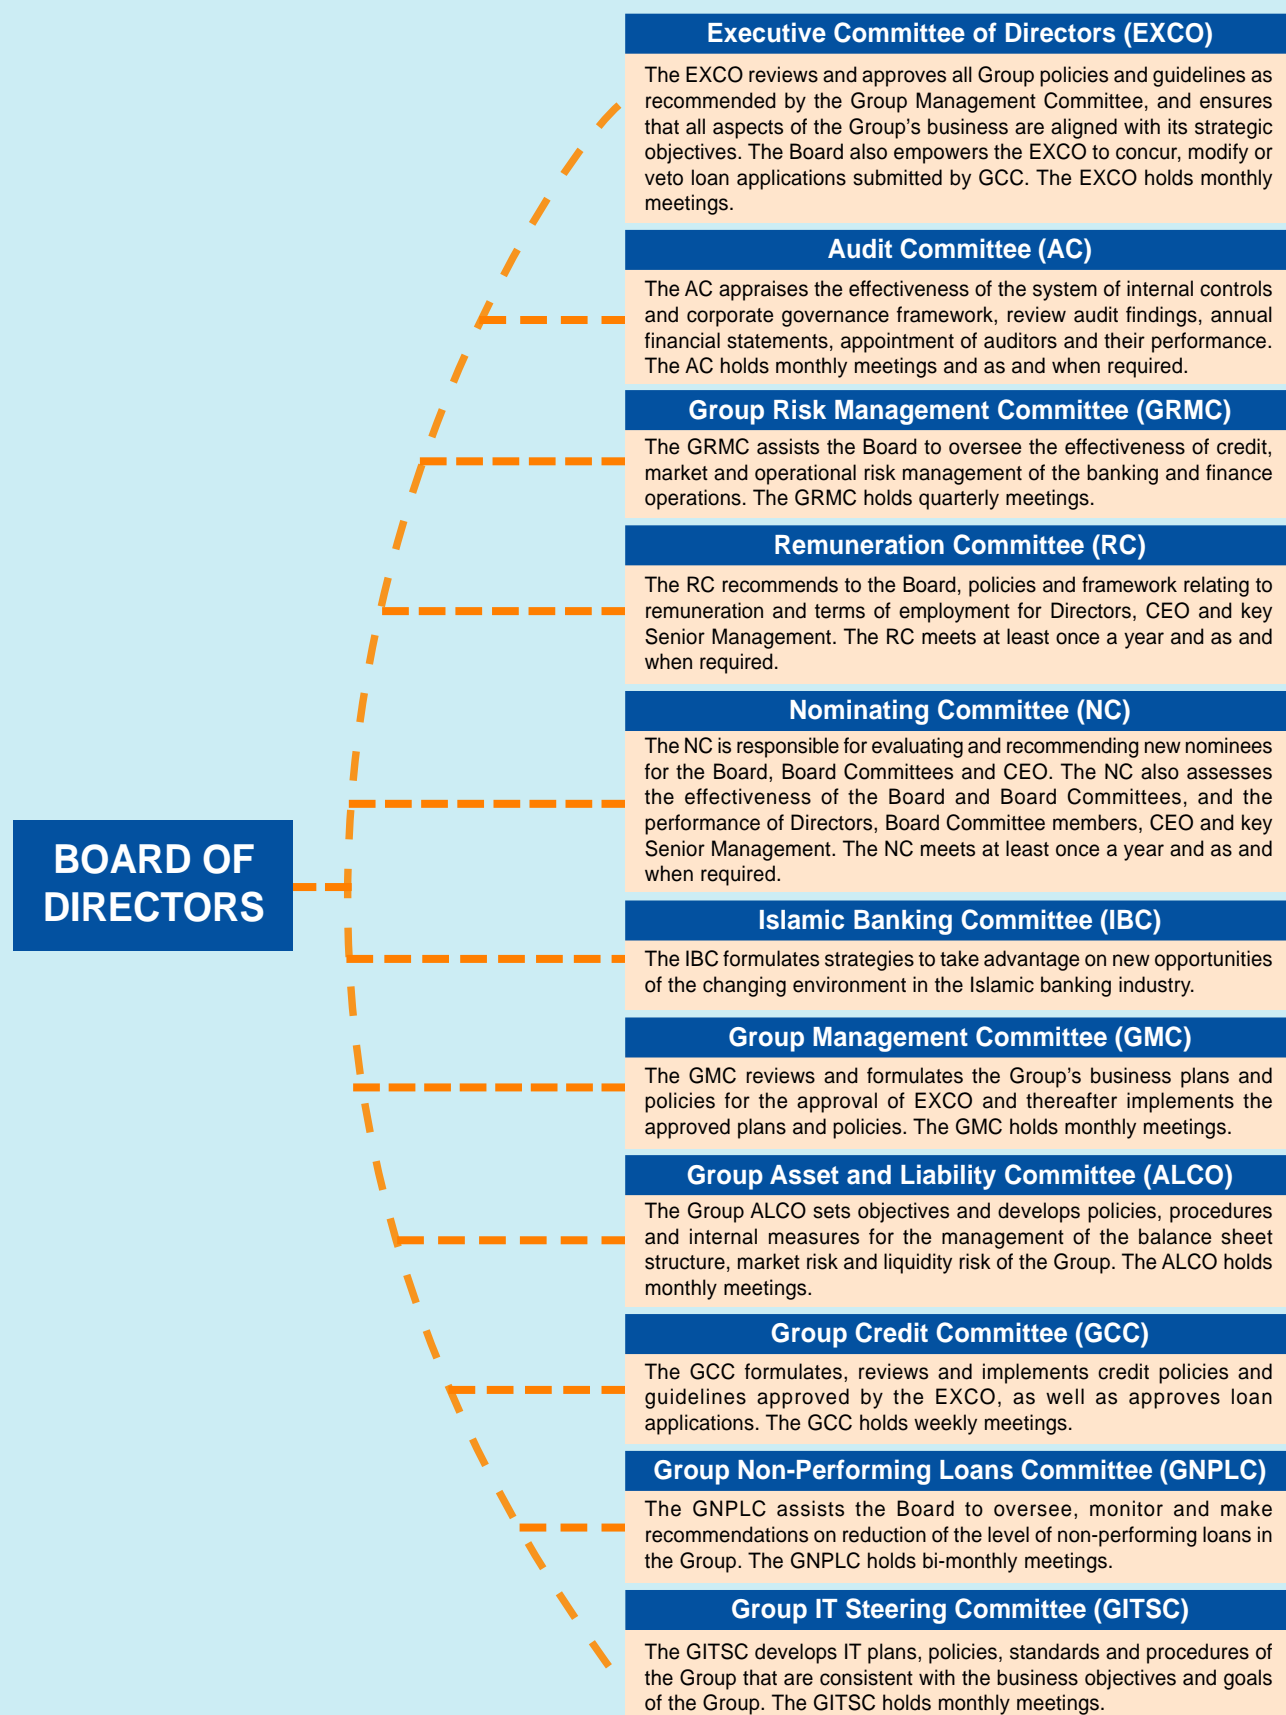 Executive Committee of Directors (EXCO)
The EXCO reviews and approves all Group policies and guidelines as
recommended by the Group Management Committee, and ensures
that all aspects of the Group's business are aligned with its strategic
objectives. The Board also empowers the EXCO to concur, modify or
veto loan applications submitted by GCC. The EXCO holds monthly
meetings.
Audit Committee (AC)
The AC appraises the effectiveness of the system of internal controls
and corporate governance framework, review audit findings, annual
financial statements, appointment of auditors and their performance.
The AC holds monthly meetings and as and when required.
Group Risk Management Committee (GRMC)
The GRMC assists the Board to oversee the effectiveness of credit,
market and operational risk management of the banking and finance
operations. The GRMC holds quarterly meetings.
Remuneration Committee (RC)
The RC recommends to the Board, policies and framework relating to
remuneration and terms of employment for Directors, CEO and key
Senior Management. The RC meets at least once a year and as and
when required.
Nominating Committee (NC)
The NC is responsible for evaluating and recommending new nominees
for the Board, Board Committees and CEO. The NC also assesses
the effectiveness of the Board and Board Committees, and the
performance of Directors, Board Committee members, CEO and key
Senior Management. The NC meets at least once a year and as and
when required.
BOARD OF
DIRECTORS
Islamic Banking Committee (IBC)
The IBC formulates strategies to take advantage on new opportunities
of the changing environment in the Islamic banking industry.
Group Management Committee (GMC)
The GMC reviews and formulates the Group's business plans and
policies for the approval of EXCO and thereafter implements the
approved plans and policies. The GMC holds monthly meetings.
Group Asset and Liability Committee (ALCO)
The Group ALCO sets objectives and develops policies, procedures
and internal measures for the management of the balance sheet
structure, market risk and liquidity risk of the Group. The ALCO holds
monthly meetings.
Group Credit Committee (GCC)
The GCC formulates, reviews and implements credit policies and
guidelines approved by the EXCO, as well as approves loan
applications. The GCC holds weekly meetings.
Group Non-Performing Loans Committee (GNPLC)
The GNPLC assists the Board to oversee, monitor and make
recommendations on reduction of the level of non-performing loans in
the Group. The GNPLC holds bi-monthly meetings.
Group IT Steering Committee (GITSC)
The GITSC develops IT plans, policies, standards and procedures of
the Group that are consistent with the business objectives and goals
of the Group. The GITSC holds monthly meetings.